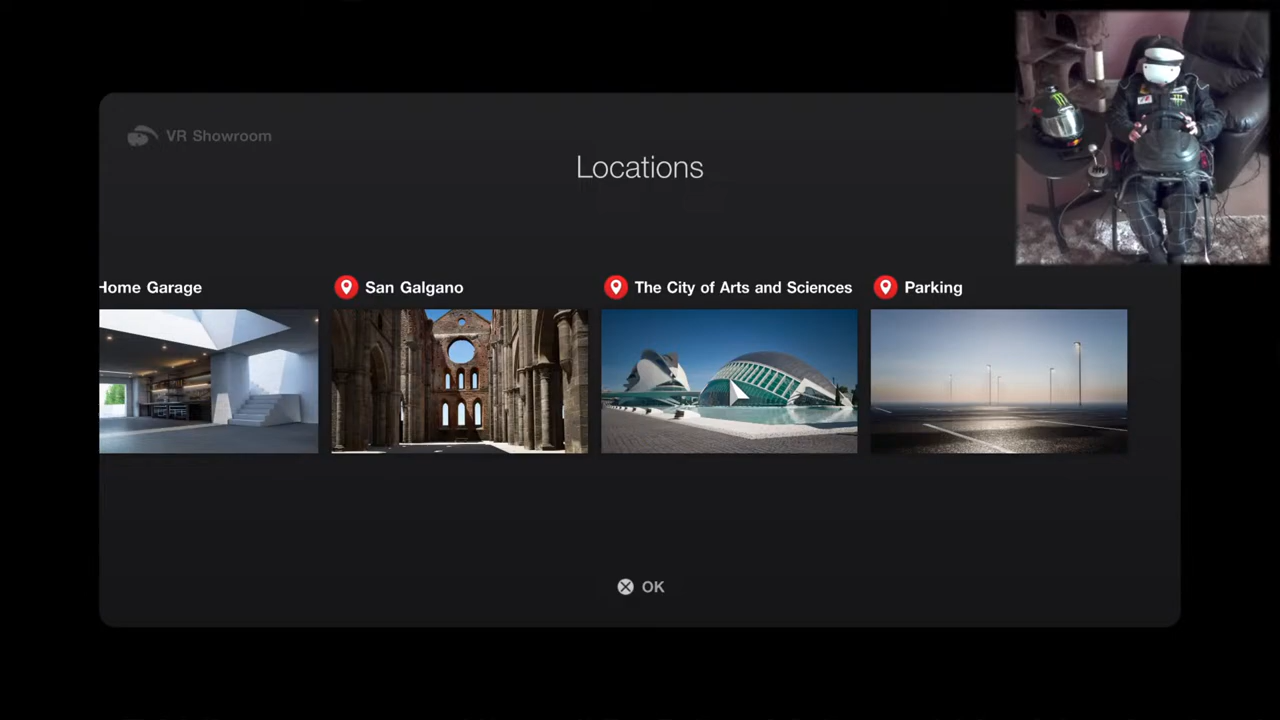 VR Showroom
Locations
Home Garage
San Galgano
The City of Arts and Sciences
Parking
OK